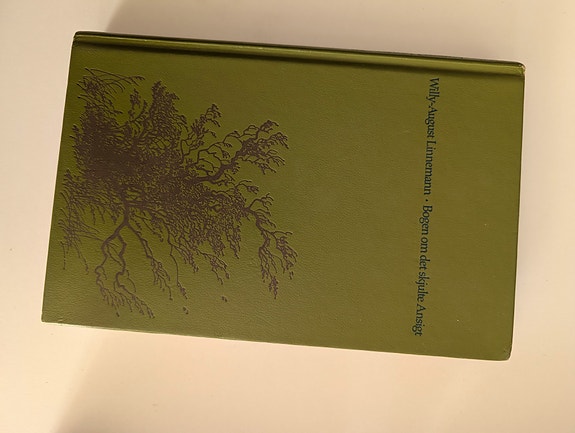 Willy-August Linnemann · Bogen om det skjulte Ansigt